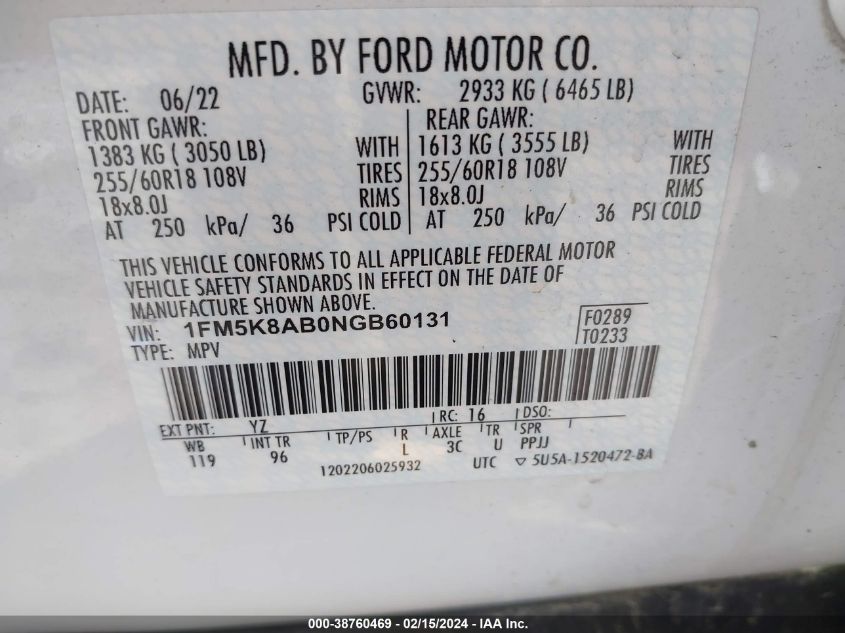 MFD. BY FORD MOTOR CO.
DATE: 06/22 GVWR: 2933 KG ( 6465 LB)
FRONT GAWR: REAR GAWR:
1383 KG ( 3050 LB) WITH 1613 KG ( 3555 LB) WITH
255/60R18 108V TIRES 255/60R18 108V TIRES
18x8.0J RIMS 18x8.0J RIMS
AT 250 kPa/ 36 PSI COLD AT 250 kPa/ 36 PSI COLD
THIS VEHICLE CONFORMS TO ALL APPLICABLE FEDERAL MOTOR
VEHICLE SAFETY STANDARDS IN EFFECT ON THE DATE OF
MANUFACTURE SHOWN ABOVE.
VIN: 1FM5K8AB0NGB60131 F0289
TYPE: MPV T0233
EXT PNT: YZ RC: 16 DSO:
WB INT TR TP/PS R AXLE TR SPR
119 96 L 3C U PPJJ
1202206025932 UTC ▽ 5U5A-1520472-BA
000-38760469 - 02/15/2024 - IAA Inc.